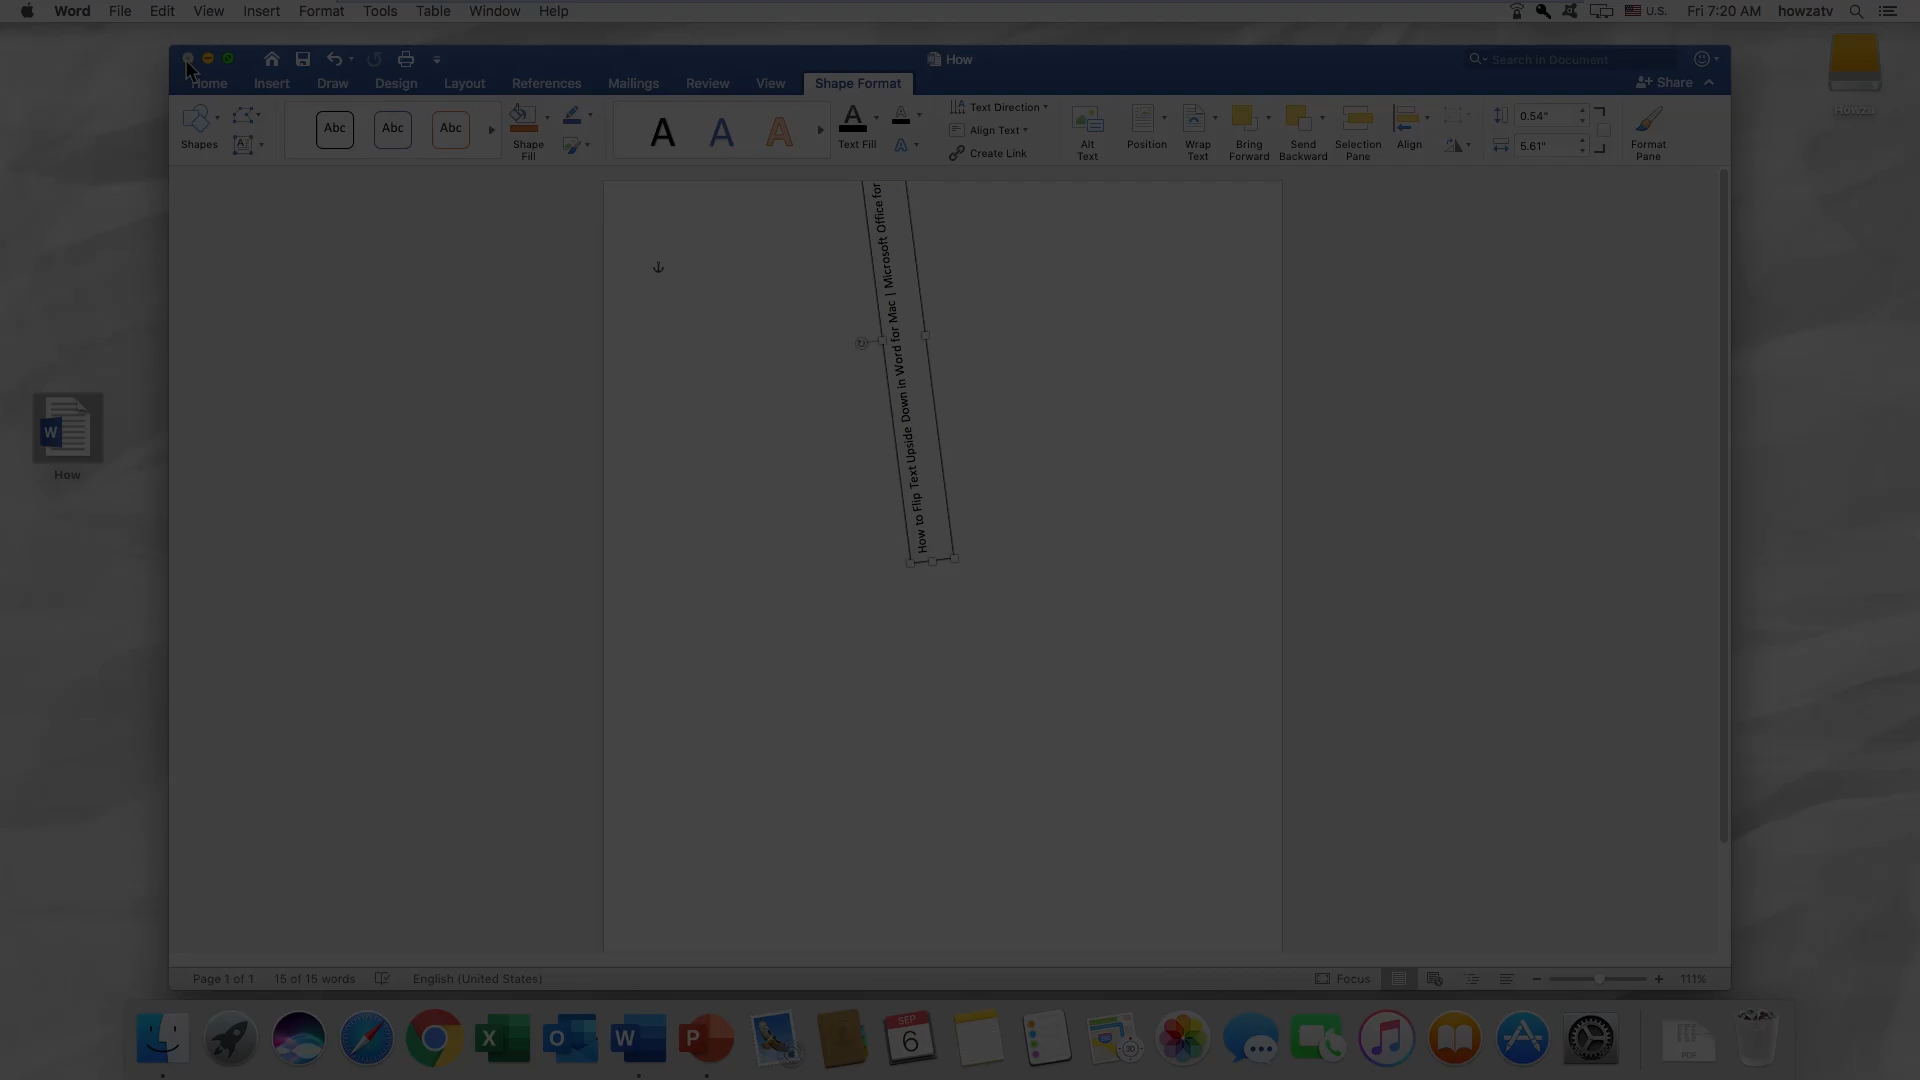 Word File Edit View Insert Format Tools Table Window Help
U.S. Fri 7:20 AM howzatv
How
Search in Document
Home Insert Draw Design Layout References Mailings Review View Shape Format
Share
Shapes
Abc Abc Abc
Shape Fill
A A A
Text Fill
Text Direction
Align Text
Create Link
Alt Text
Position
Wrap Text
Bring Forward
Send Backward
Selection Pane
Align
0.54"
5.61"
Format Pane
Howza
How to Flip Text Upside Down in Word for Mac | Microsoft Office for
W
How
Page 1 of 1 15 of 15 words English (United States)
Focus
111%
X O W P
SEP
6
PDF